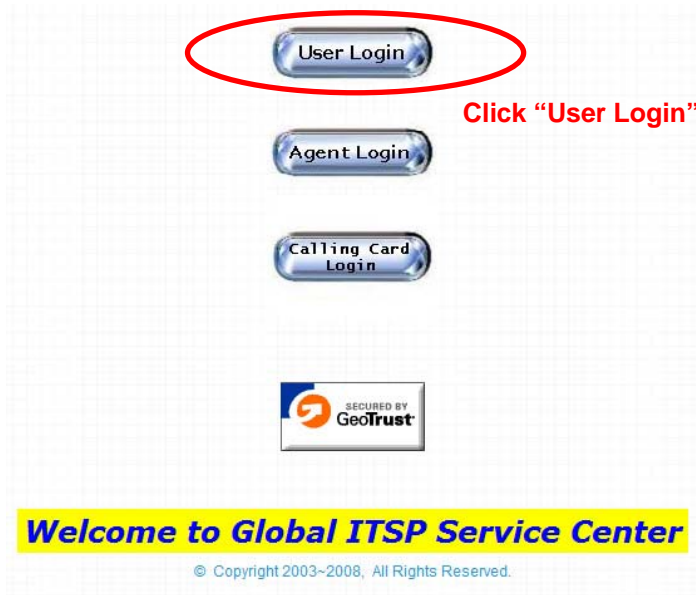 User Login
Click “User Login”
Agent Login
Calling Card
Login
SECURED BY
GeoTrust
Welcome to Global ITSP Service Center
© Copyright 2003~2008, All Rights Reserved.